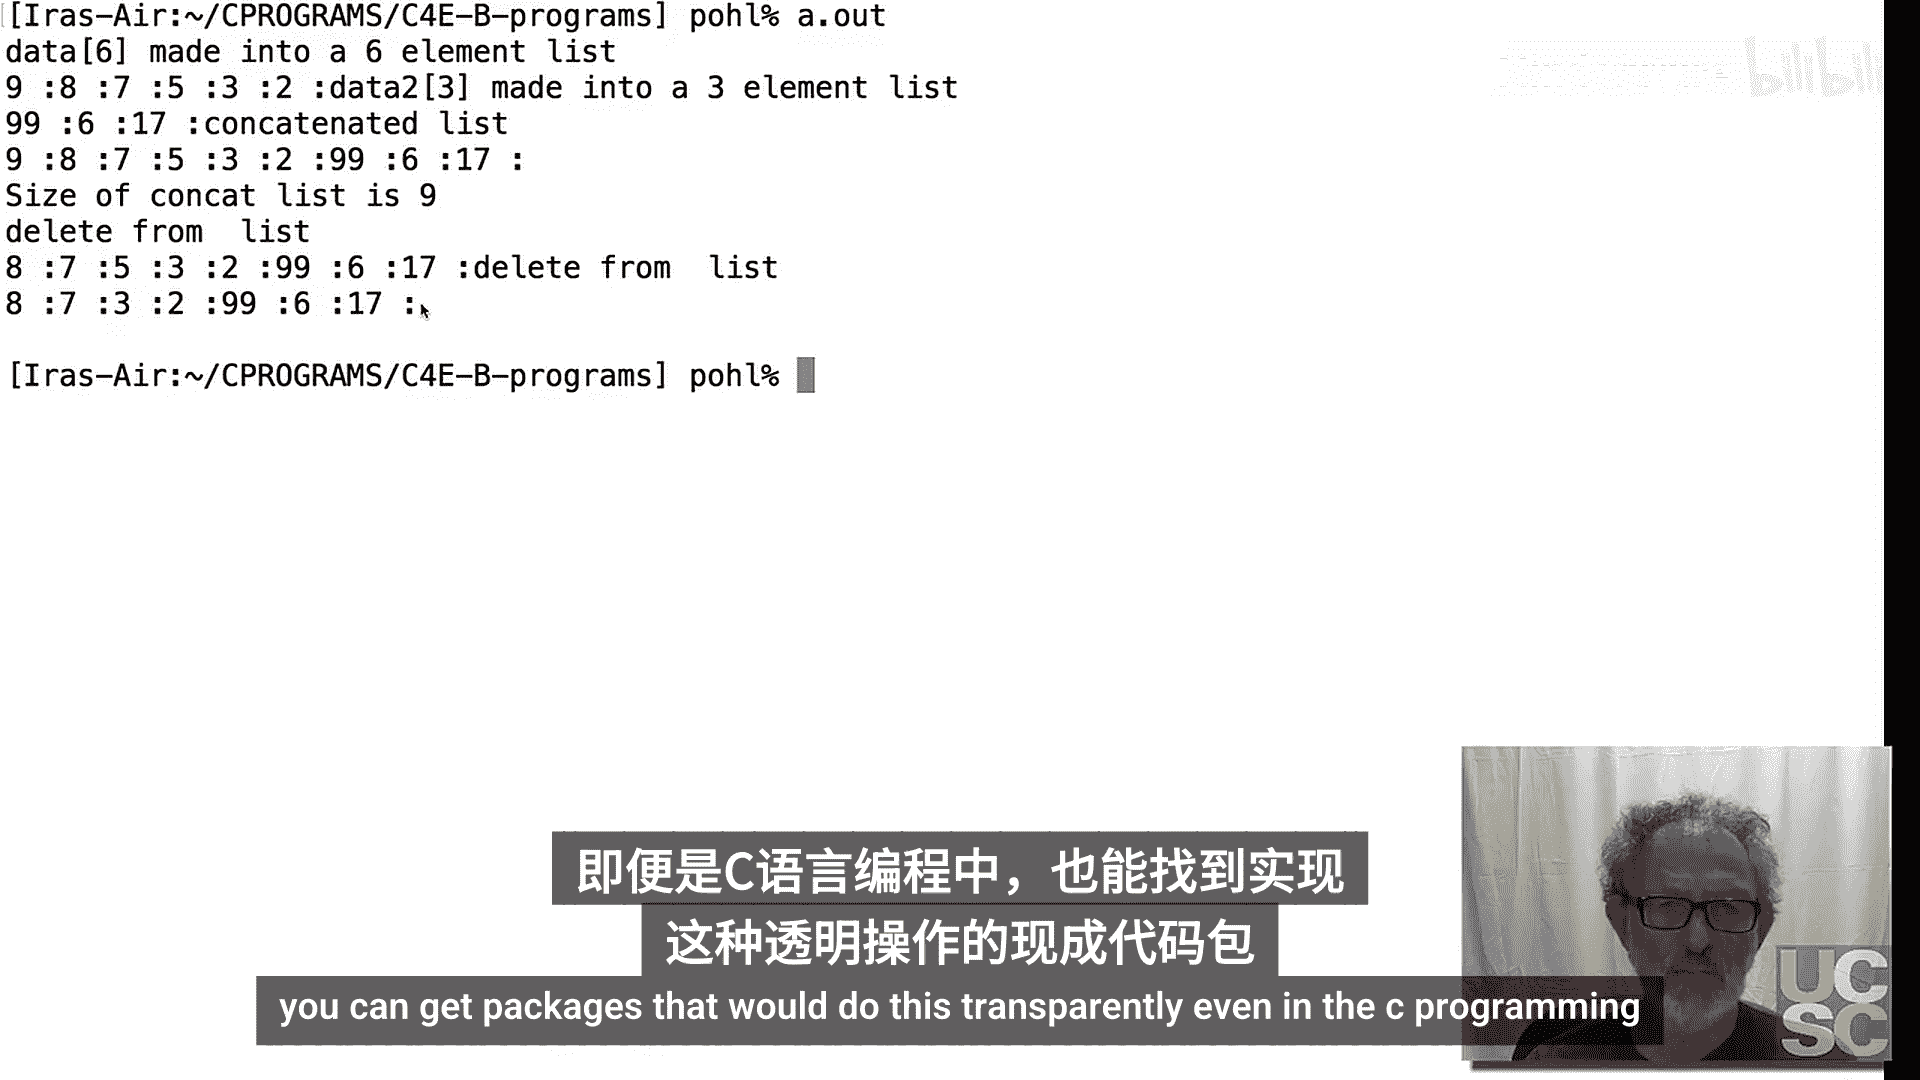 [Iras-Air:~/CPROGRAMS/C4E-B-programs] pohl% a.out
data[6] made into a 6 element list
9 :8 :7 :5 :3 :2 :data2[3] made into a 3 element list
99 :6 :17 :concatenated list
9 :8 :7 :5 :3 :2 :99 :6 :17 :
Size of concat list is 9
delete from  list
8 :7 :5 :3 :2 :99 :6 :17 :delete from  list
8 :7 :3 :2 :99 :6 :17 :
[Iras-Air:~/CPROGRAMS/C4E-B-programs] pohl%
bilibili
即便是C语言编程中，也能找到实现
这种透明操作的现成代码包
you can get packages that would do this transparently even in the c programming
UC
SC